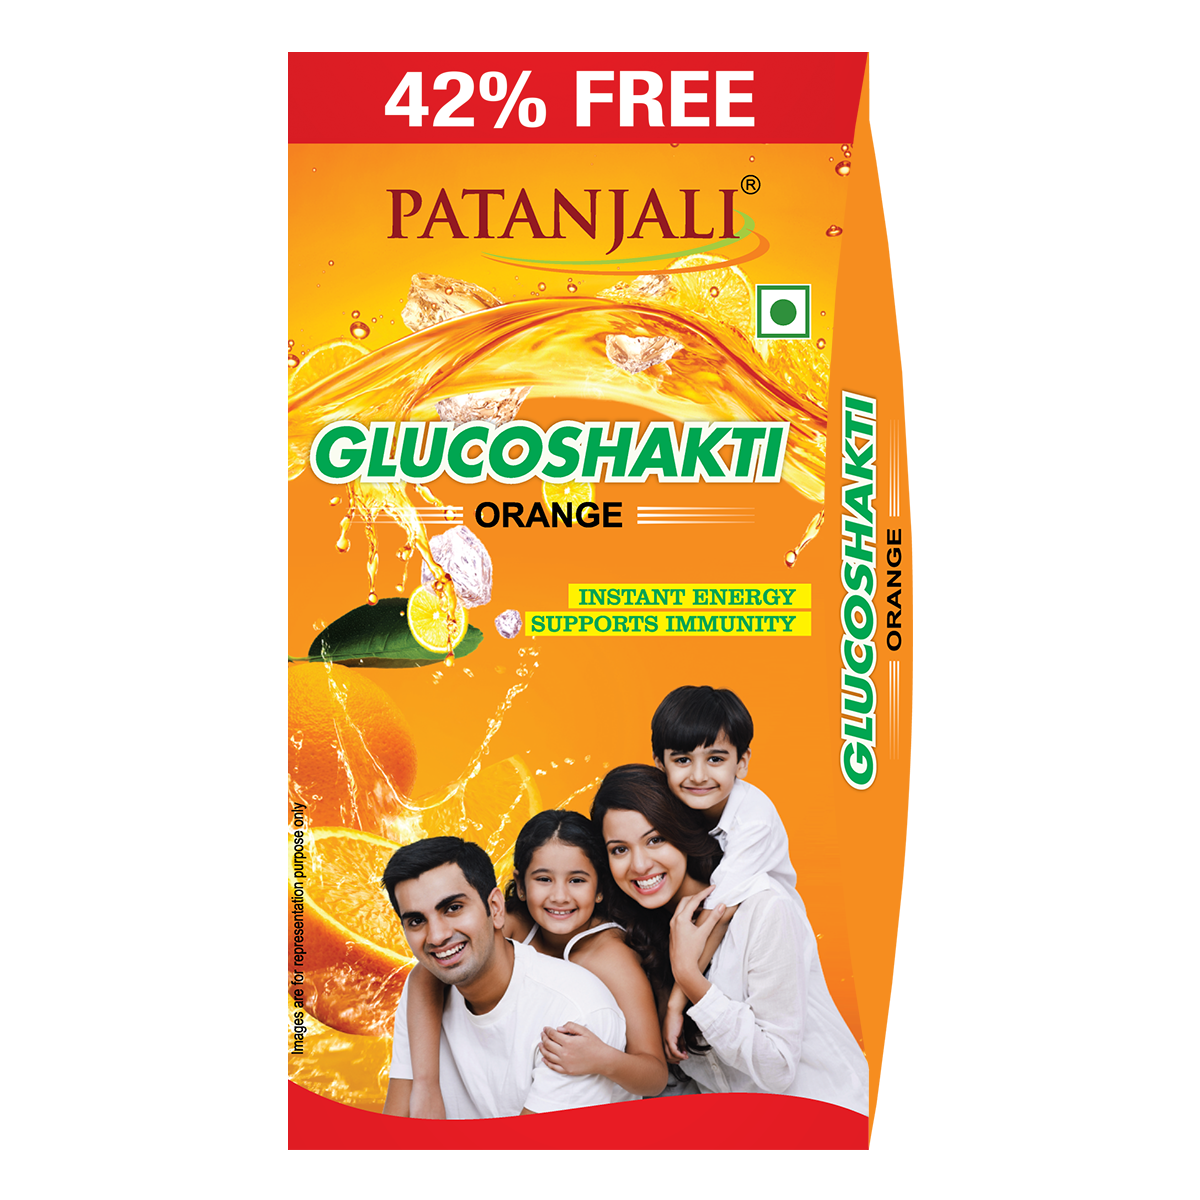 42% FREE
PATANJALI®
GLUCOSHAKTI
ORANGE
INSTANT ENERGY
SUPPORTS IMMUNITY
Images are for representation purpose only
GLUCOSHAKTI
ORANGE